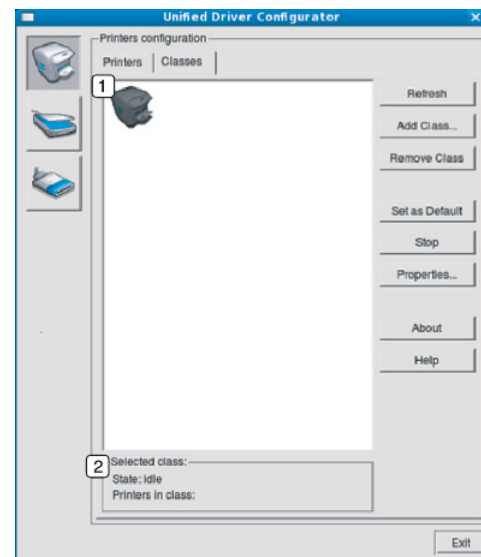 Unified Driver Configurator
Printers configuration
Printers
Classes
1
Refresh
Add Class...
Remove Class
Set as Default
Stop
Properties...
About
Help
2
Selected class:
State: idle
Printers in class:
Exit